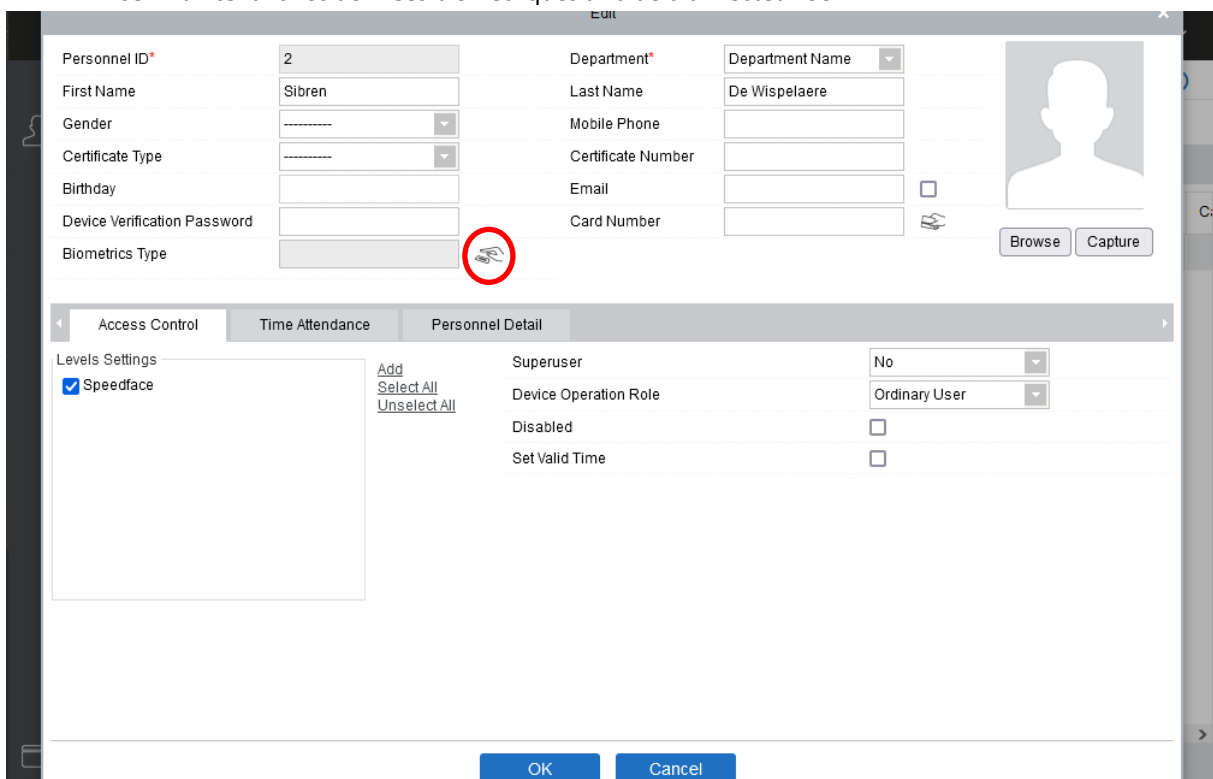 Edit
Personnel ID* 2 Department* Department Name
First Name Sibren Last Name De Wispelaere
Gender ---------- Mobile Phone
Certificate Type ---------- Certificate Number
Birthday Email
Device Verification Password Card Number
Biometrics Type
Browse Capture
Access Control Time Attendance Personnel Detail
Levels Settings
Speedface
Add
Select All
Unselect All
Superuser No
Device Operation Role Ordinary User
Disabled
Set Valid Time
OK Cancel